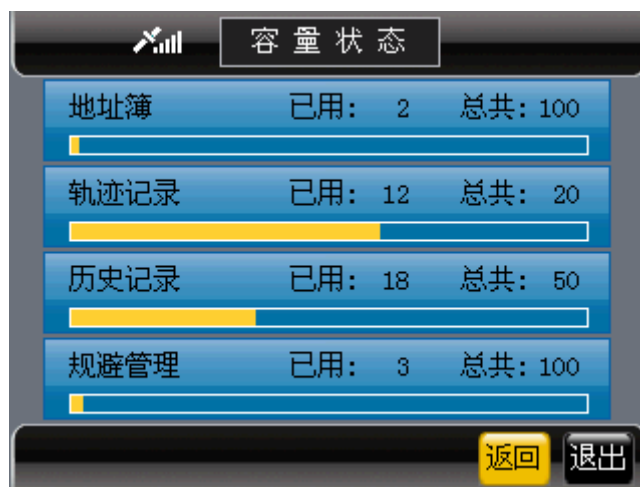 容量状态
地址簿 已用: 2 总共: 100
轨迹记录 已用: 12 总共: 20
历史记录 已用: 18 总共: 50
规避管理 已用: 3 总共: 100
返回 退出